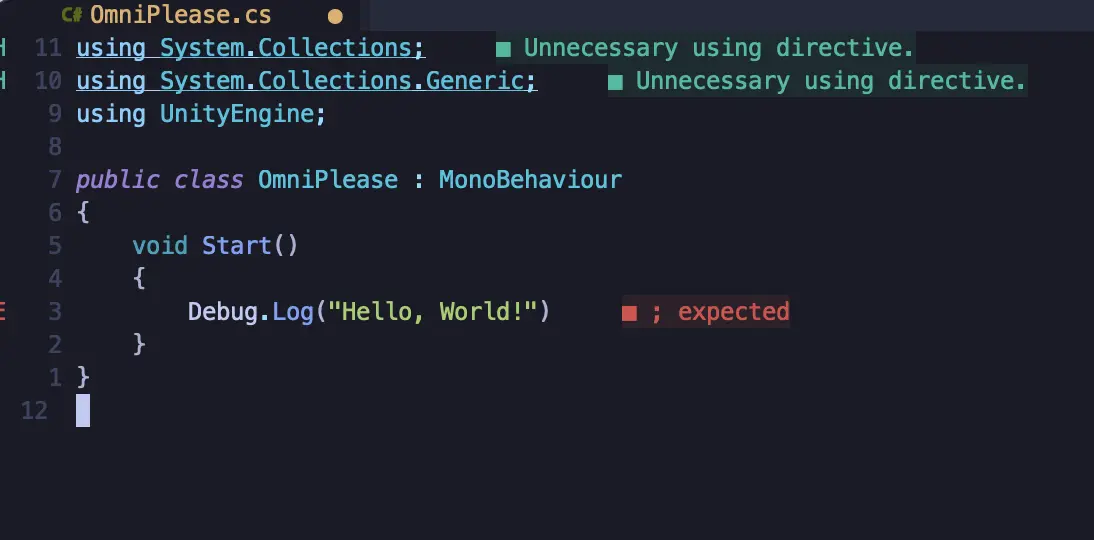 C# OmniPlease.cs ●
H 11 using System.Collections; ■ Unnecessary using directive.
H 10 using System.Collections.Generic; ■ Unnecessary using directive.
9 using UnityEngine;
8
7 public class OmniPlease : MonoBehaviour
6 {
5 void Start()
4 {
E 3 Debug.Log("Hello, World!") ■ ; expected
2 }
1 }
12